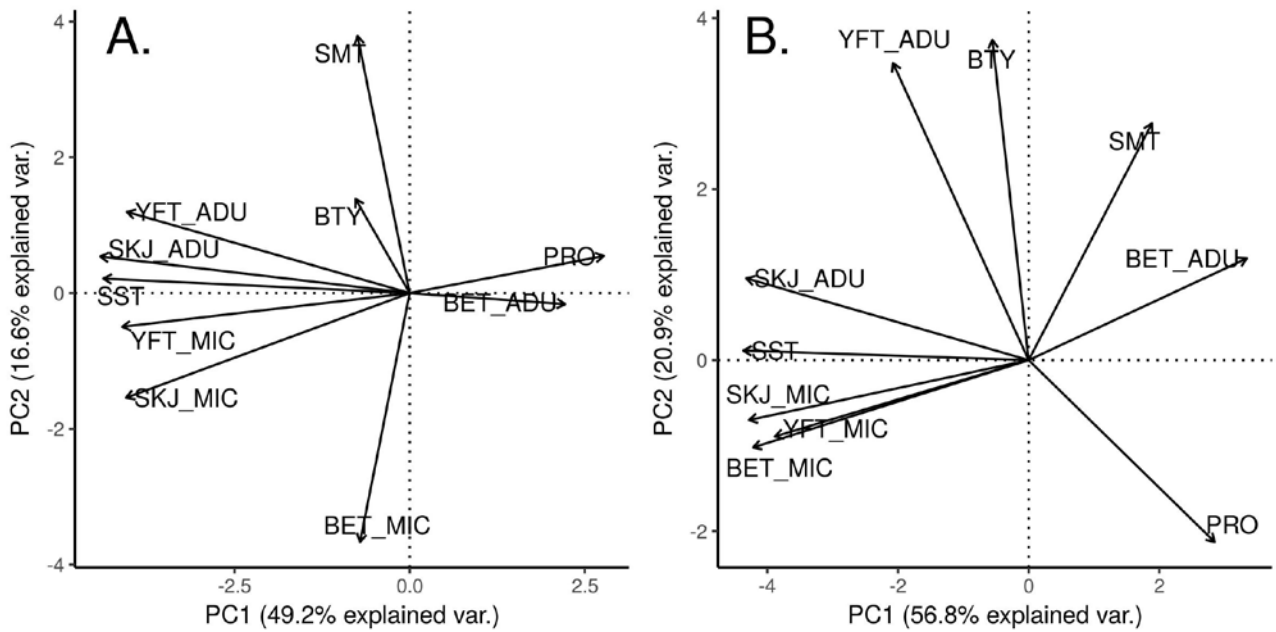 A.
4
2
0
-2
-4
PC2 (16.6% explained var.)
SMT
YFT_ADU
BTY
SKJ_ADU
PRO
SST
BET_ADU
YFT_MIC
SKJ_MIC
BET_MIC
-2.5
0.0
2.5
PC1 (49.2% explained var.)
B.
4
2
0
-2
PC2 (20.9% explained var.)
YFT_ADU
BTY
SMT
BET_ADU
SKJ_ADU
SST
SKJ_MIC
YFT_MIC
BET_MIC
PRO
-4
-2
0
2
PC1 (56.8% explained var.)